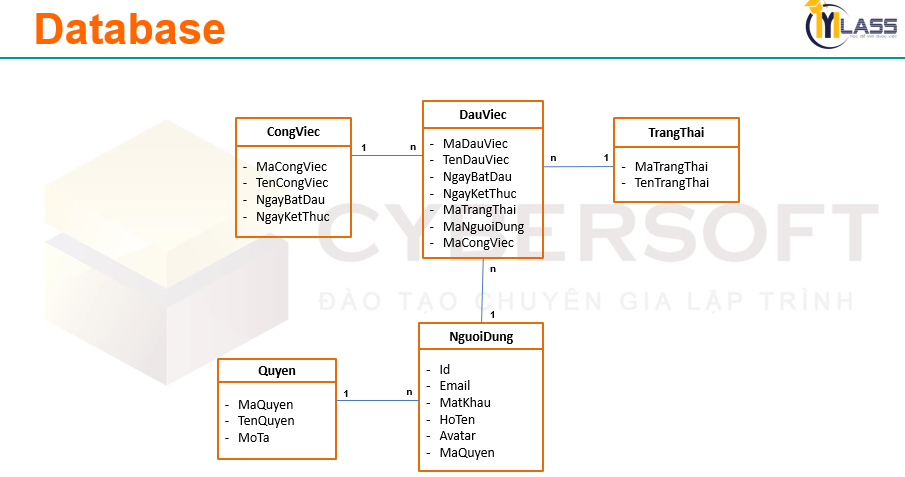 Database
MYCLASS
CongViec
- MaCongViec
- TenCongViec
- NgayBatDau
- NgayKetThuc
1
n
DauViec
- MaDauViec
- TenDauViec
- NgayBatDau
- NgayKetThuc
- MaTrangThai
- MaNguoiDung
- MaCongViec
n
1
TrangThai
- MaTrangThai
- TenTrangThai
CYBERSOFT
ĐÀO TẠO CHUYÊN GIA LẬP TRÌNH
n
1
NguoiDung
- Id
- Email
- MatKhau
- HoTen
- Avatar
- MaQuyen
Quyen
- MaQuyen
- TenQuyen
- MoTa
1
n